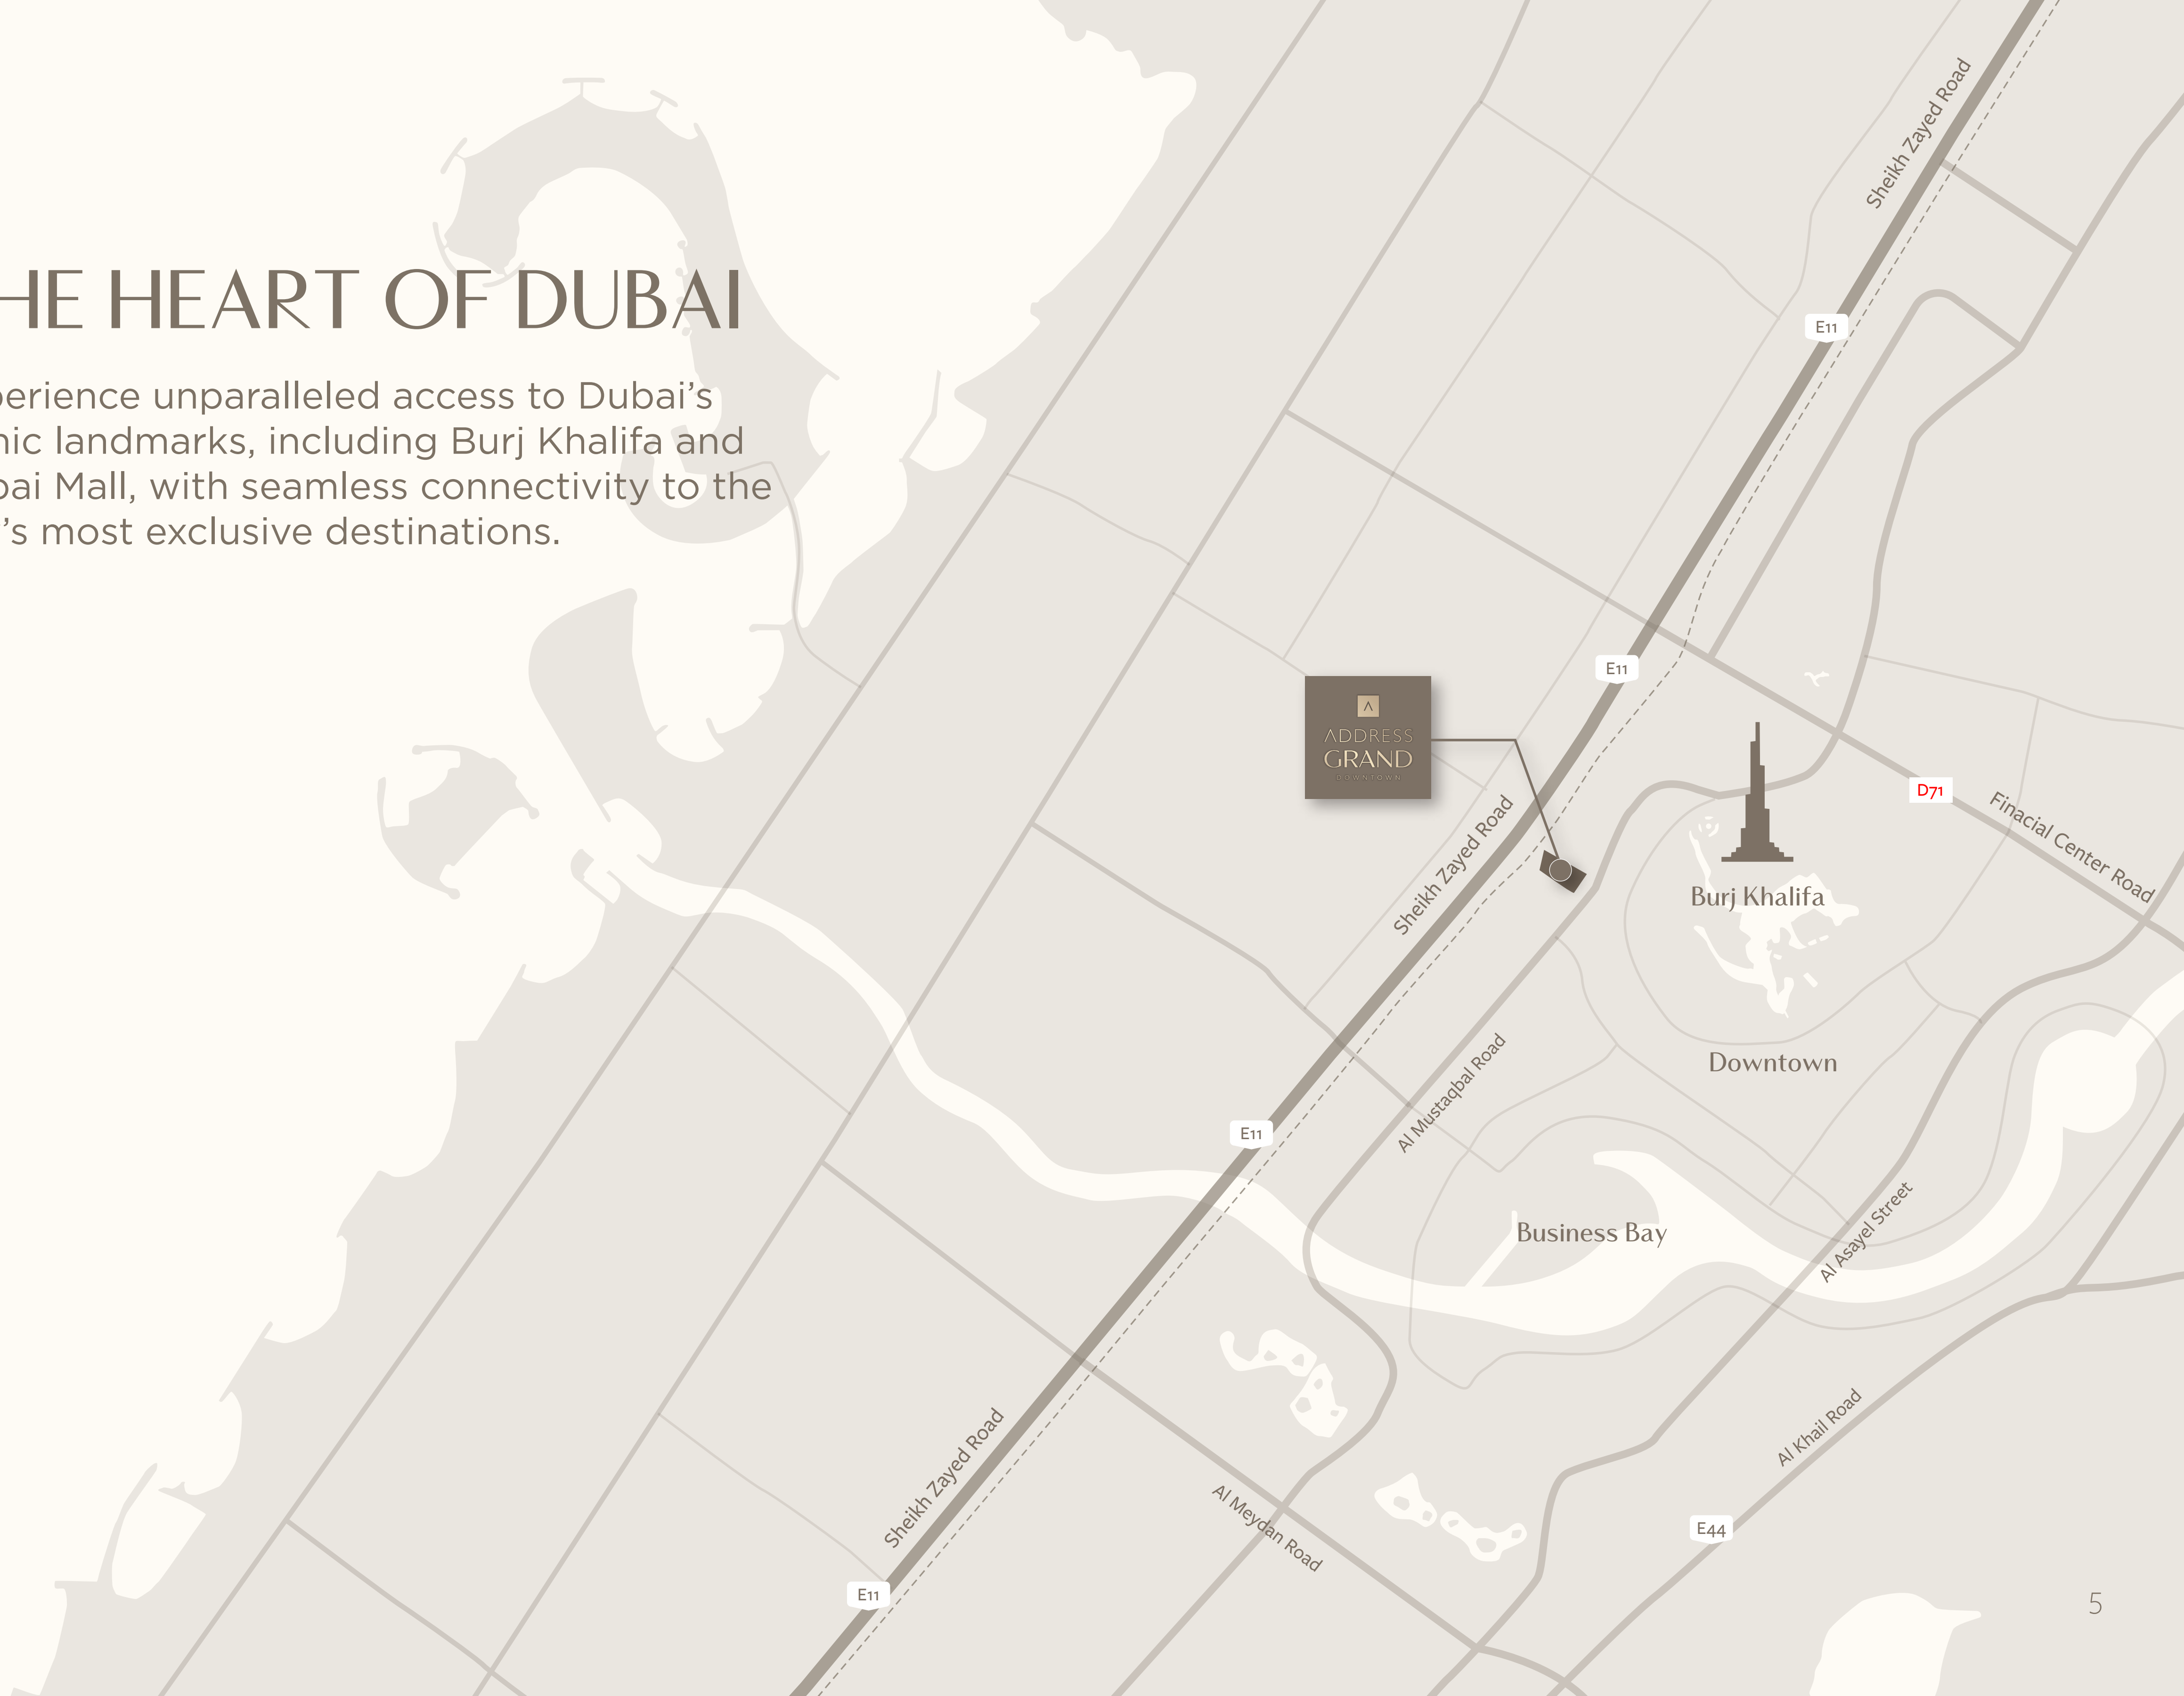 HE HEART OF DUBAI
perience unparalleled access to Dubai’s
nic landmarks, including Burj Khalifa and
bai Mall, with seamless connectivity to the
’s most exclusive destinations.
Sheikh Zayed Road
E11
E11
ADDRESS
GRAND
DOWNTOWN
D71
Finacial Center Road
Sheikh Zayed Road
Burj Khalifa
Downtown
Al Mustaqbal Road
E11
Business Bay
Al Asayel Street
Sheikh Zayed Road
Al Khail Road
Al Meydan Road
E44
E11
5